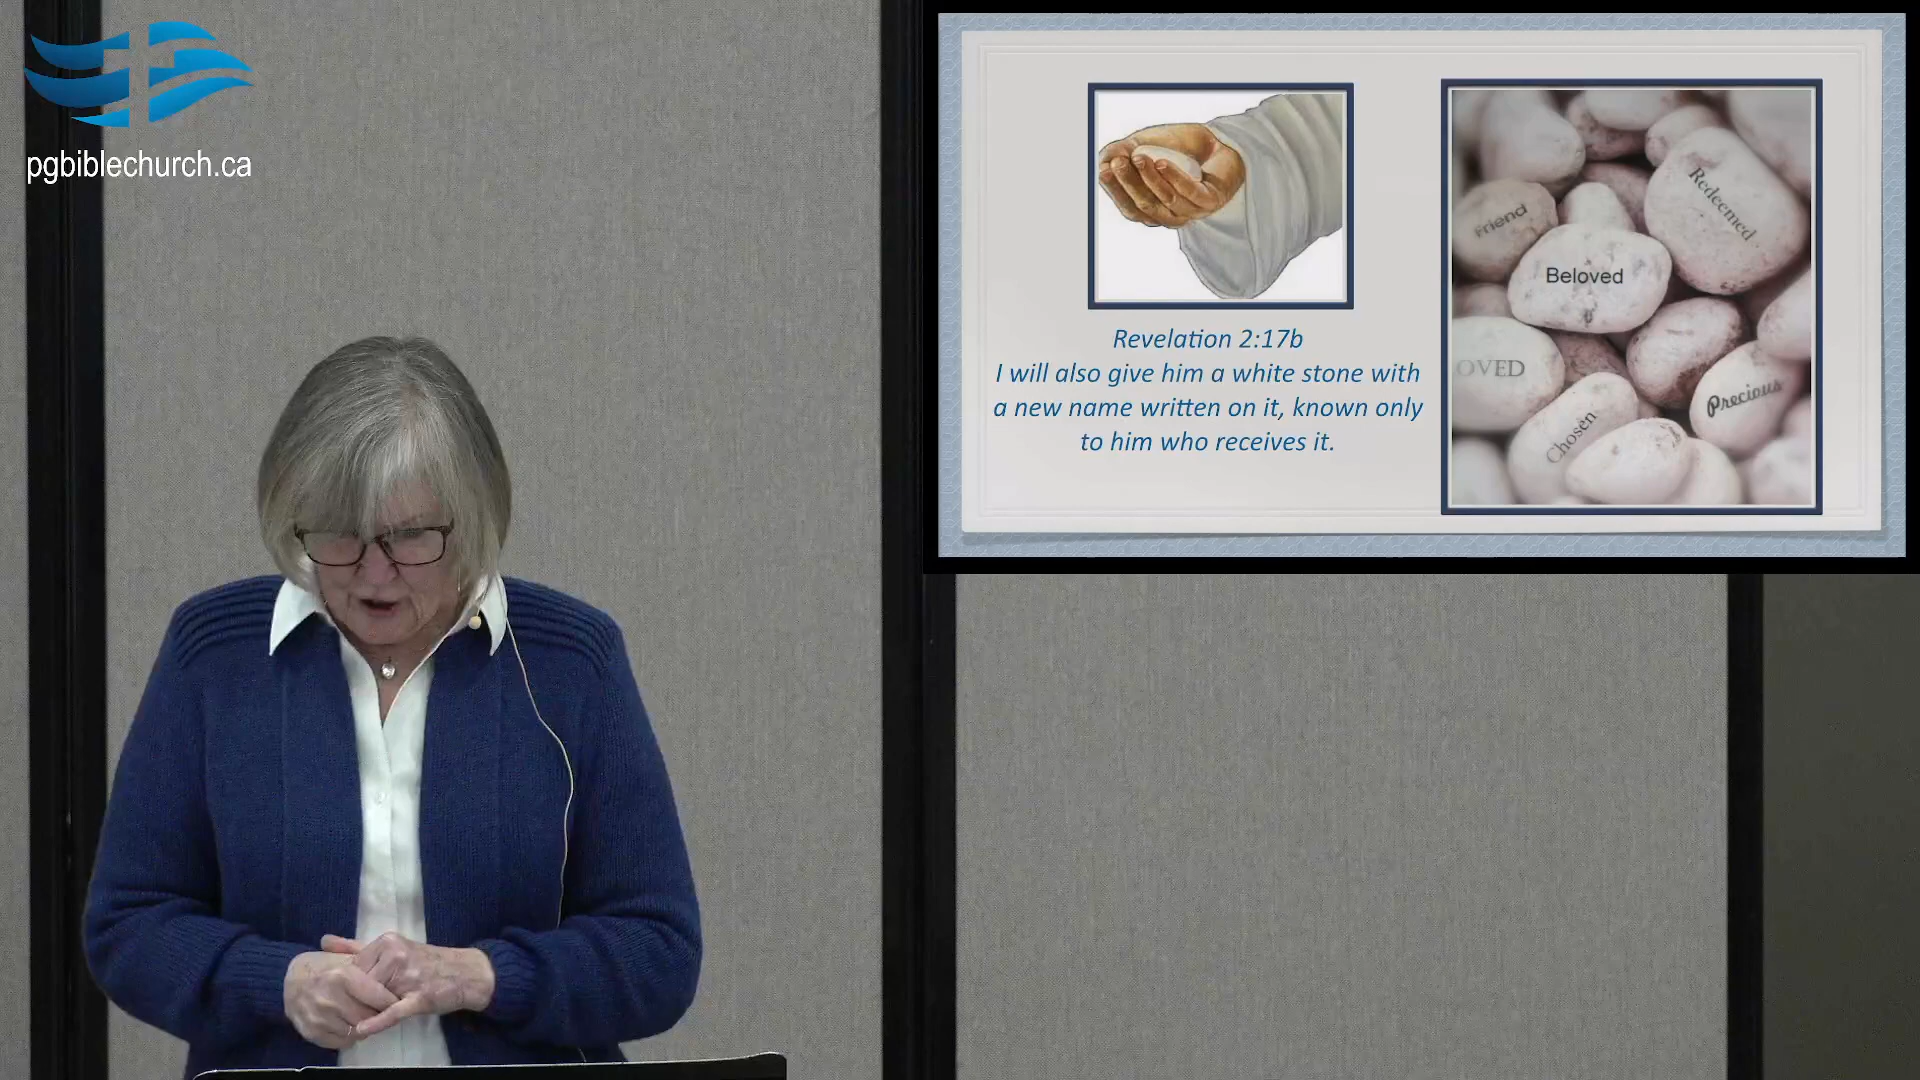 pgbiblechurch.ca
Revelation 2:17b
I will also give him a white stone with
a new name written on it, known only
to him who receives it.
Friend
Redeemed
Beloved
OVED
Precious
Chosen